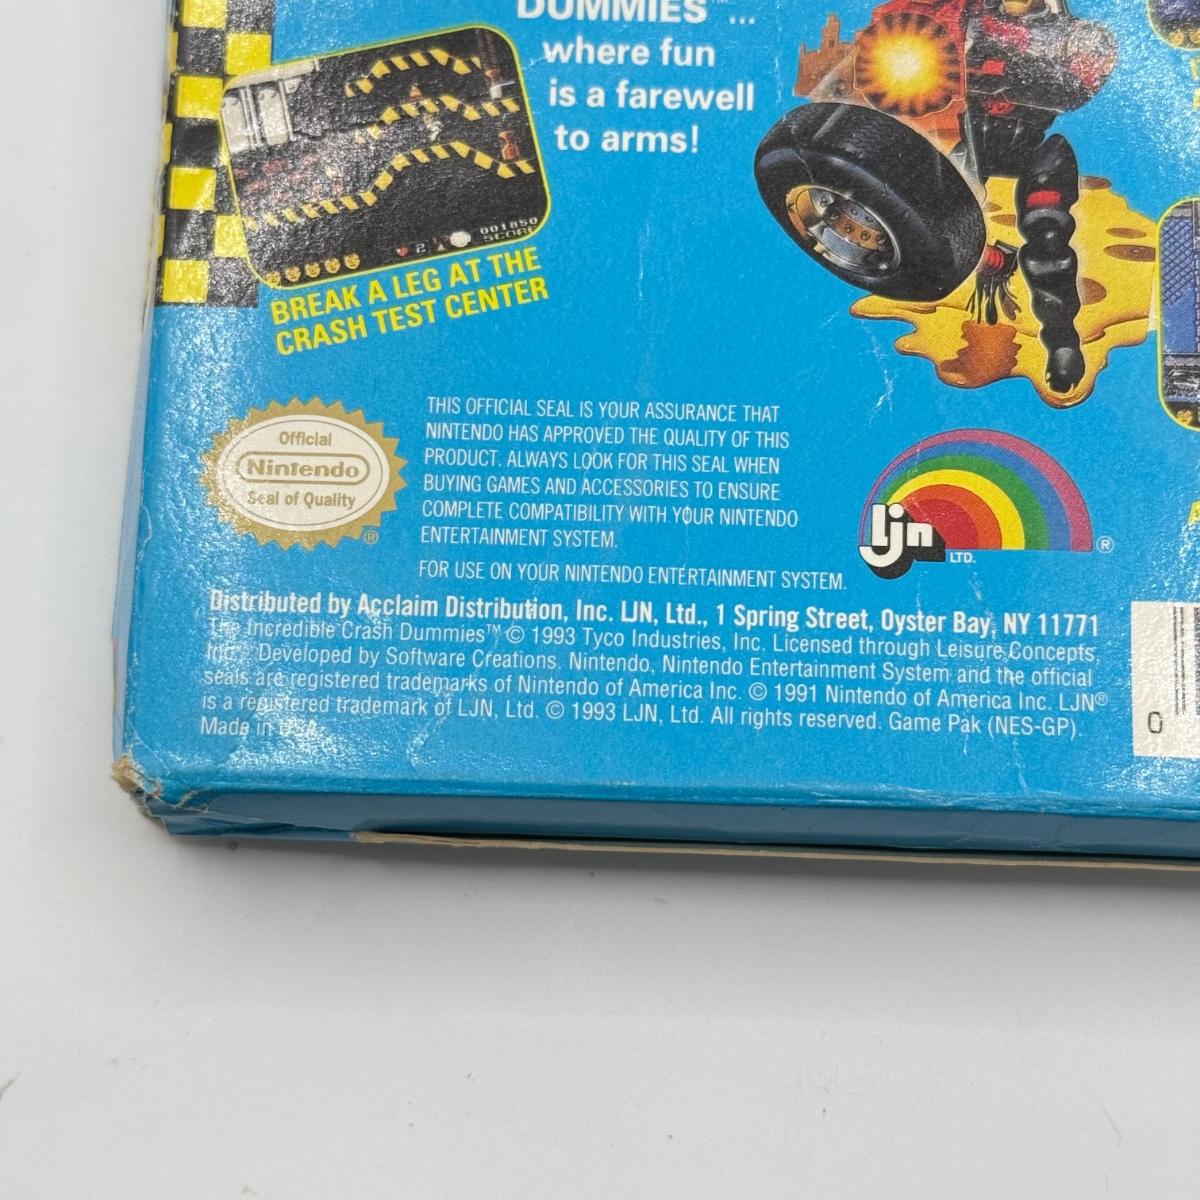 DUMMIES™...
where fun
is a farewell
to arms!
001850
SCORE
2
BREAK A LEG AT THE
CRASH TEST CENTER
Official
Nintendo
Seal of Quality
®
THIS OFFICIAL SEAL IS YOUR ASSURANCE THAT
NINTENDO HAS APPROVED THE QUALITY OF THIS
PRODUCT. ALWAYS LOOK FOR THIS SEAL WHEN
BUYING GAMES AND ACCESSORIES TO ENSURE
COMPLETE COMPATIBILITY WITH YOUR NINTENDO
ENTERTAINMENT SYSTEM.
FOR USE ON YOUR NINTENDO ENTERTAINMENT SYSTEM.
ljn
LTD.
®
Distributed by Acclaim Distribution, Inc. LJN, Ltd., 1 Spring Street, Oyster Bay, NY 11771
The Incredible Crash Dummies™ © 1993 Tyco Industries, Inc. Licensed through Leisure Concepts,
Inc. Developed by Software Creations. Nintendo, Nintendo Entertainment System and the official
seals are registered trademarks of Nintendo of America Inc. © 1991 Nintendo of America Inc. LJN®
is a registered trademark of LJN, Ltd. © 1993 LJN, Ltd. All rights reserved. Game Pak (NES-GP).
Made in USA
0